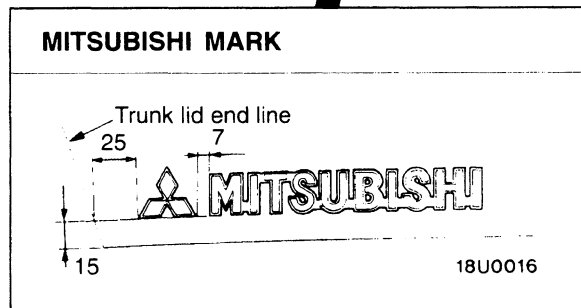 MITSUBISHI MARK
Trunk lid end line
25
7
MITSUBISHI
15
18U0016